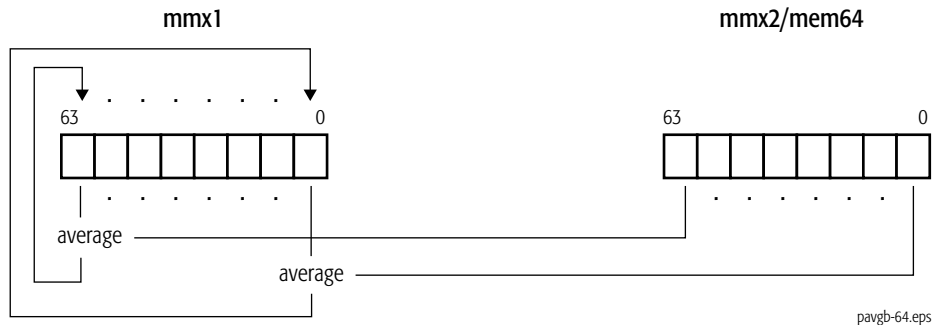 mmx1 mmx2/mem64
. . . . . .
63 0 63 0
. . . . . . . . . . . .
average
average
pavgb-64.eps